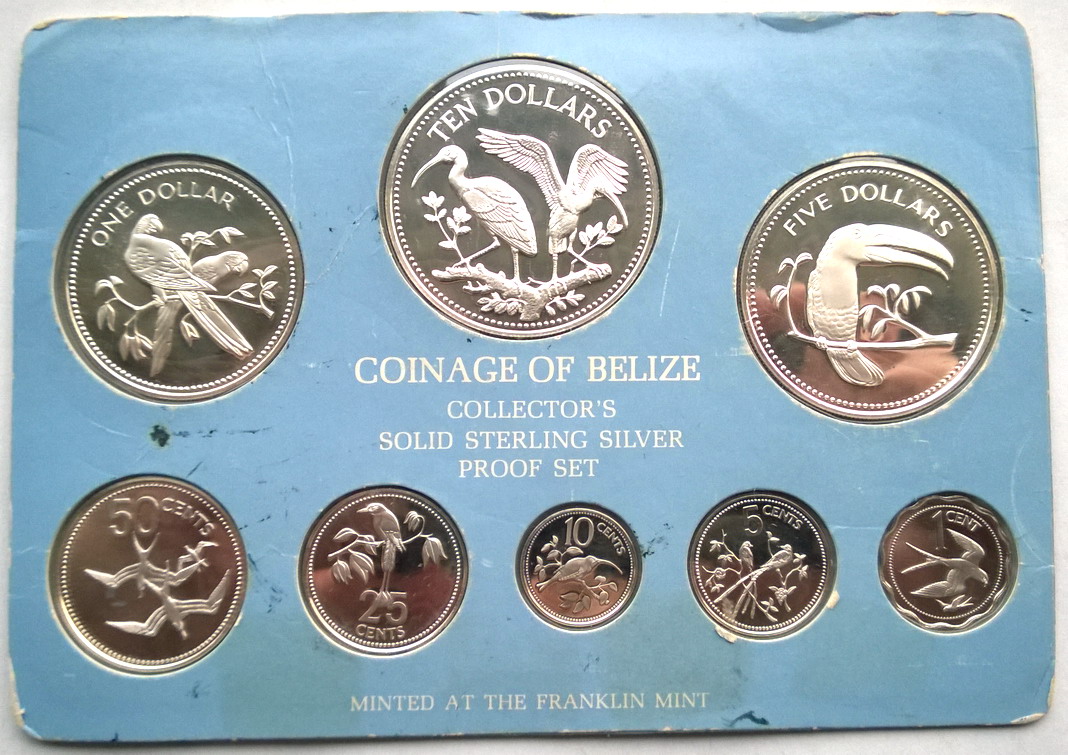 TEN DOLLARS
ONE DOLLAR
FIVE DOLLARS
COINAGE OF BELIZE
COLLECTOR'S
SOLID STERLING SILVER
PROOF SET
50 CENTS
25
CENTS
10
CENTS
5
CENTS
1
CENT
MINTED AT THE FRANKLIN MINT